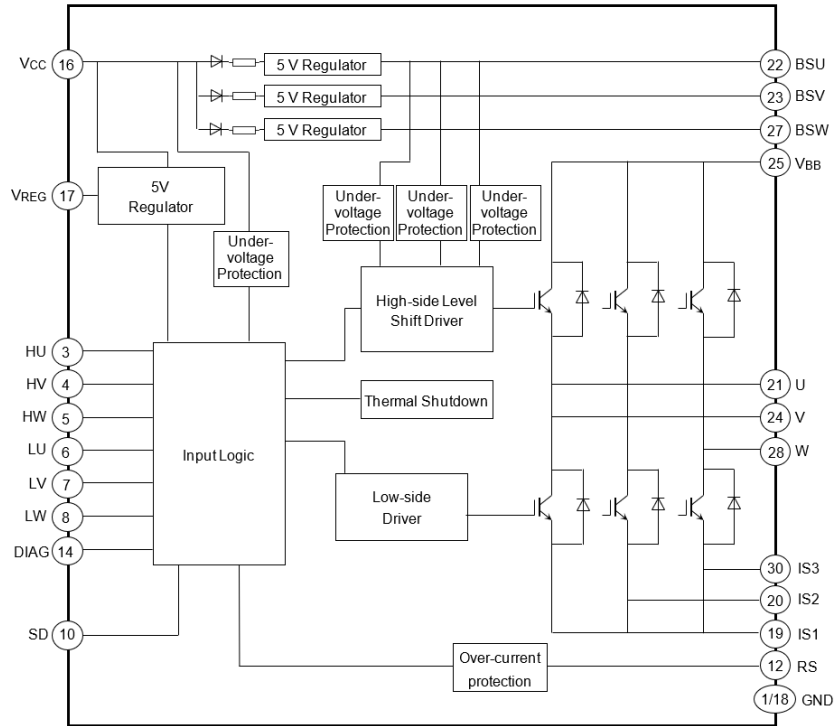 VCC 16
5 V Regulator
22 BSU
5 V Regulator
23 BSV
5 V Regulator
27 BSW
25 VBB
VREG 17
5V
Regulator
Under-
voltage
Protection
Under-
voltage
Protection
Under-
voltage
Protection
Under-
voltage
Protection
High-side Level
Shift Driver
HU 3
HV 4
HW 5
LU 6
LV 7
LW 8
DIAG 14
SD 10
Input Logic
Thermal Shutdown
Low-side
Driver
21 U
24 V
28 W
30 IS3
20 IS2
19 IS1
Over-current
protection
12 RS
1/18 GND